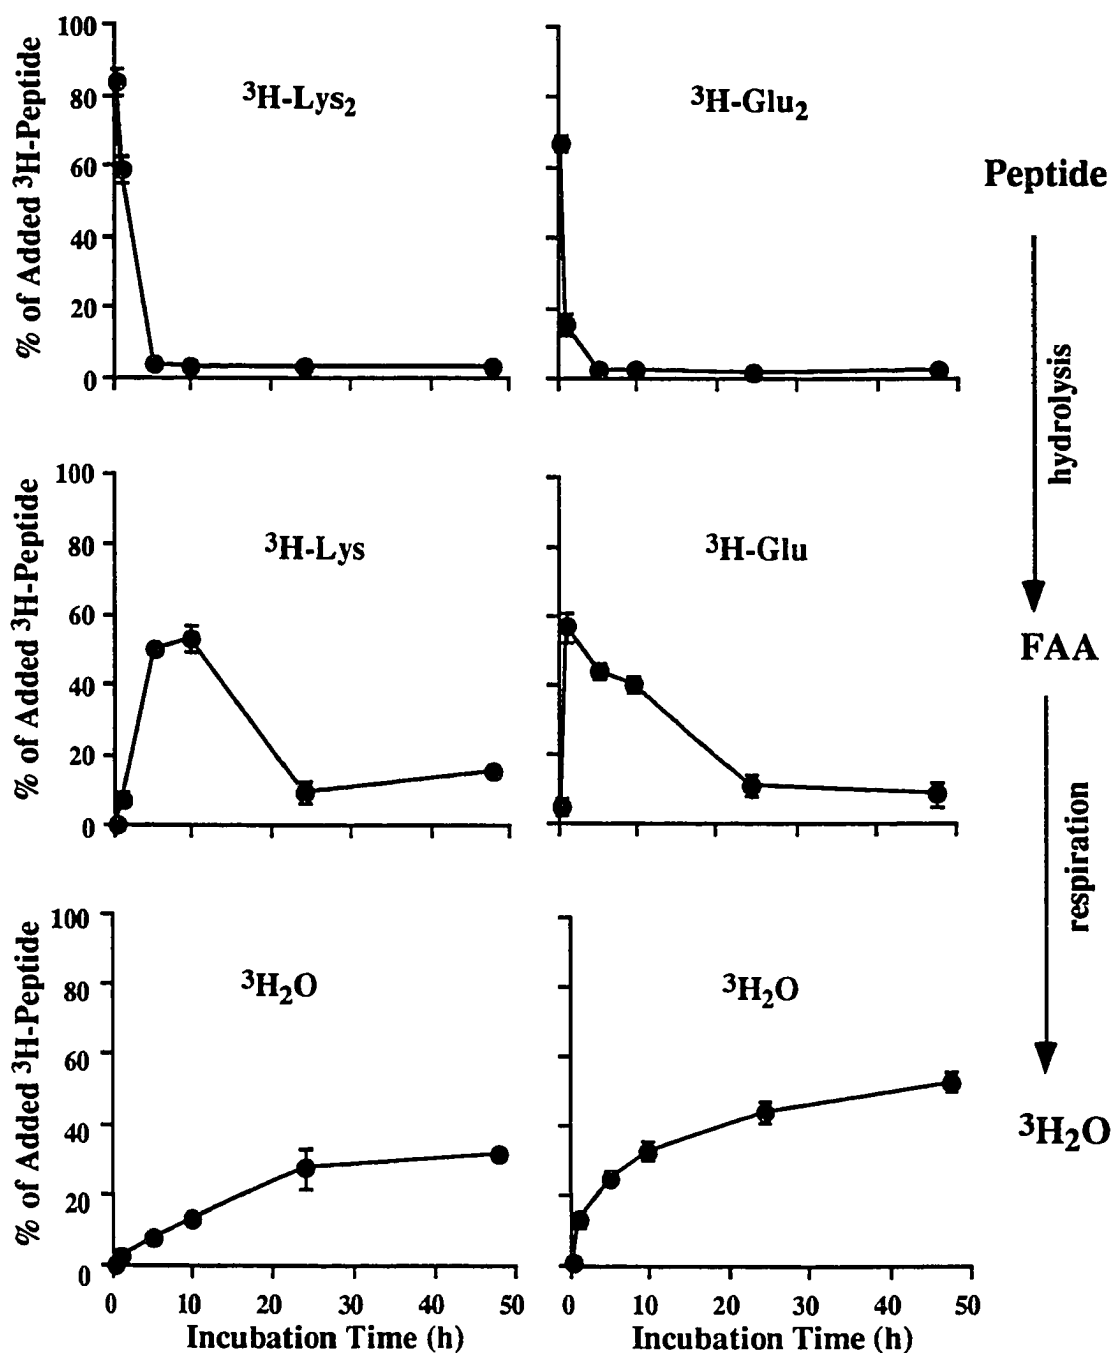 % of Added ³H-Peptide
100
80
60
40
20
0
³H-Lys₂
³H-Glu₂
Peptide
hydrolysis
% of Added ³H-Peptide
100
80
60
40
20
0
³H-Lys
³H-Glu
FAA
respiration
% of Added ³H-Peptide
100
80
60
40
20
0
³H₂O
³H₂O
³H₂O
0 10 20 30 40 50
0 10 20 30 40 50
Incubation Time (h)
Incubation Time (h)